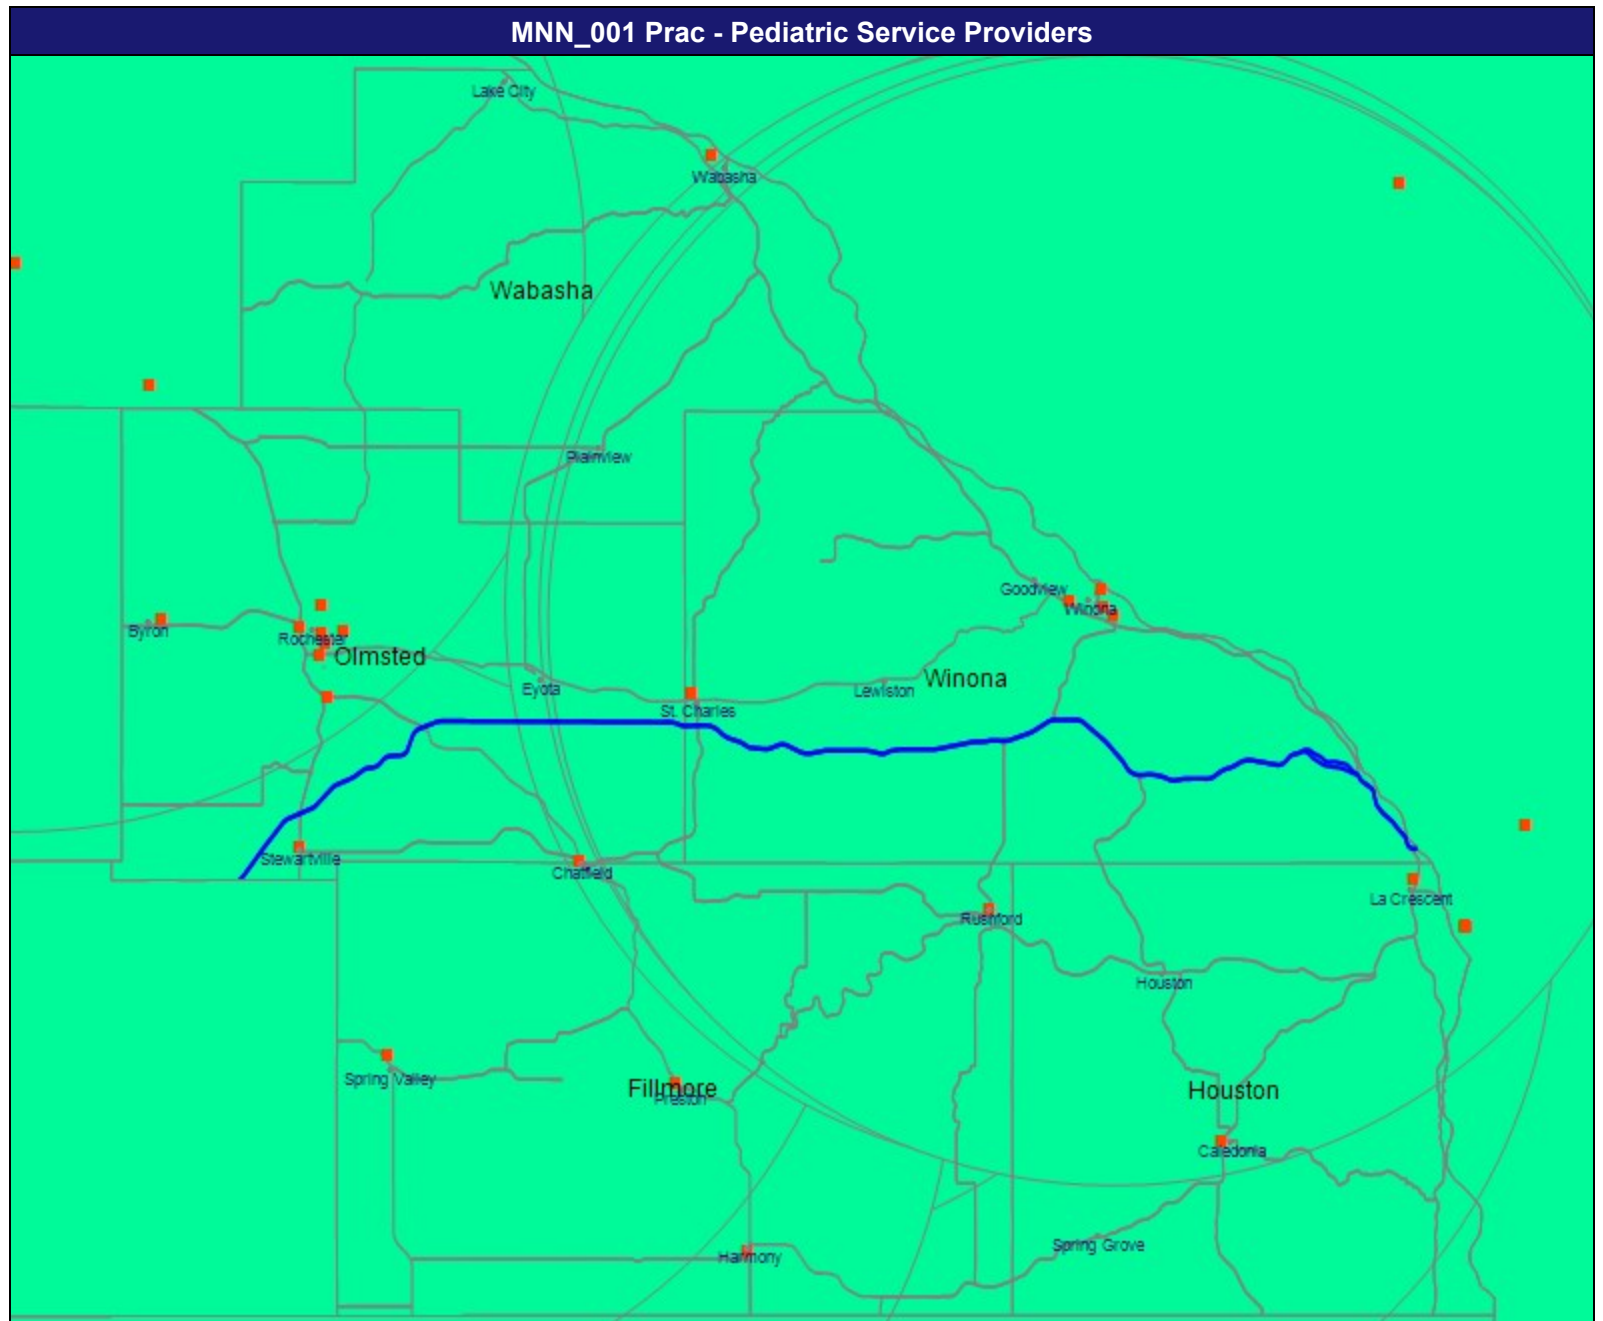 MNN_001 Prac - Pediatric Service Providers
Lake City
Wabasha
Wabasha
Plainview
Goodview
Winona
Byron
Rochester
Olmsted
Eyota
St. Charles
Lewiston
Winona
Stewartville
Chatfield
La Crescent
Rushford
Houston
Spring Valley
Fillmore
Preston
Houston
Caledonia
Harmony
Spring Grove